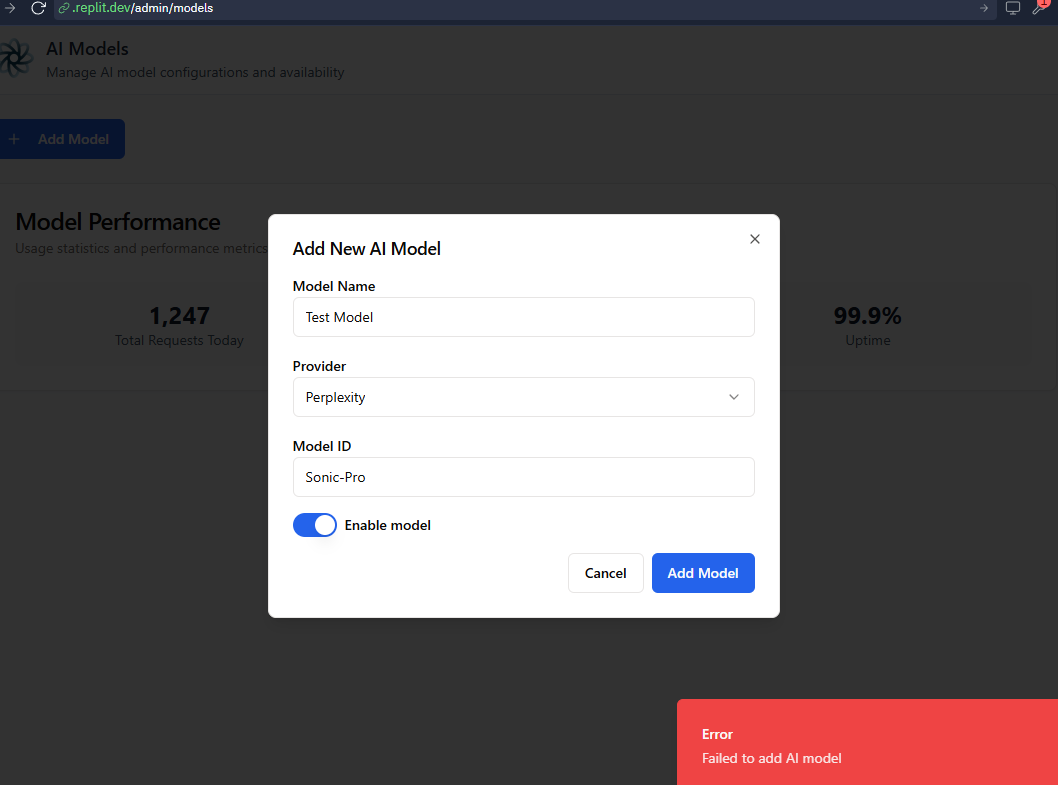 .replit.dev/admin/models
1
AI Models
Manage AI model configurations and availability
+ Add Model
Model Performance
Usage statistics and performance metrics
1,247
Total Requests Today
99.9%
Uptime
Add New AI Model
Model Name
Test Model
Provider
Perplexity
Model ID
Sonic-Pro
Enable model
Cancel
Add Model
Error
Failed to add AI model